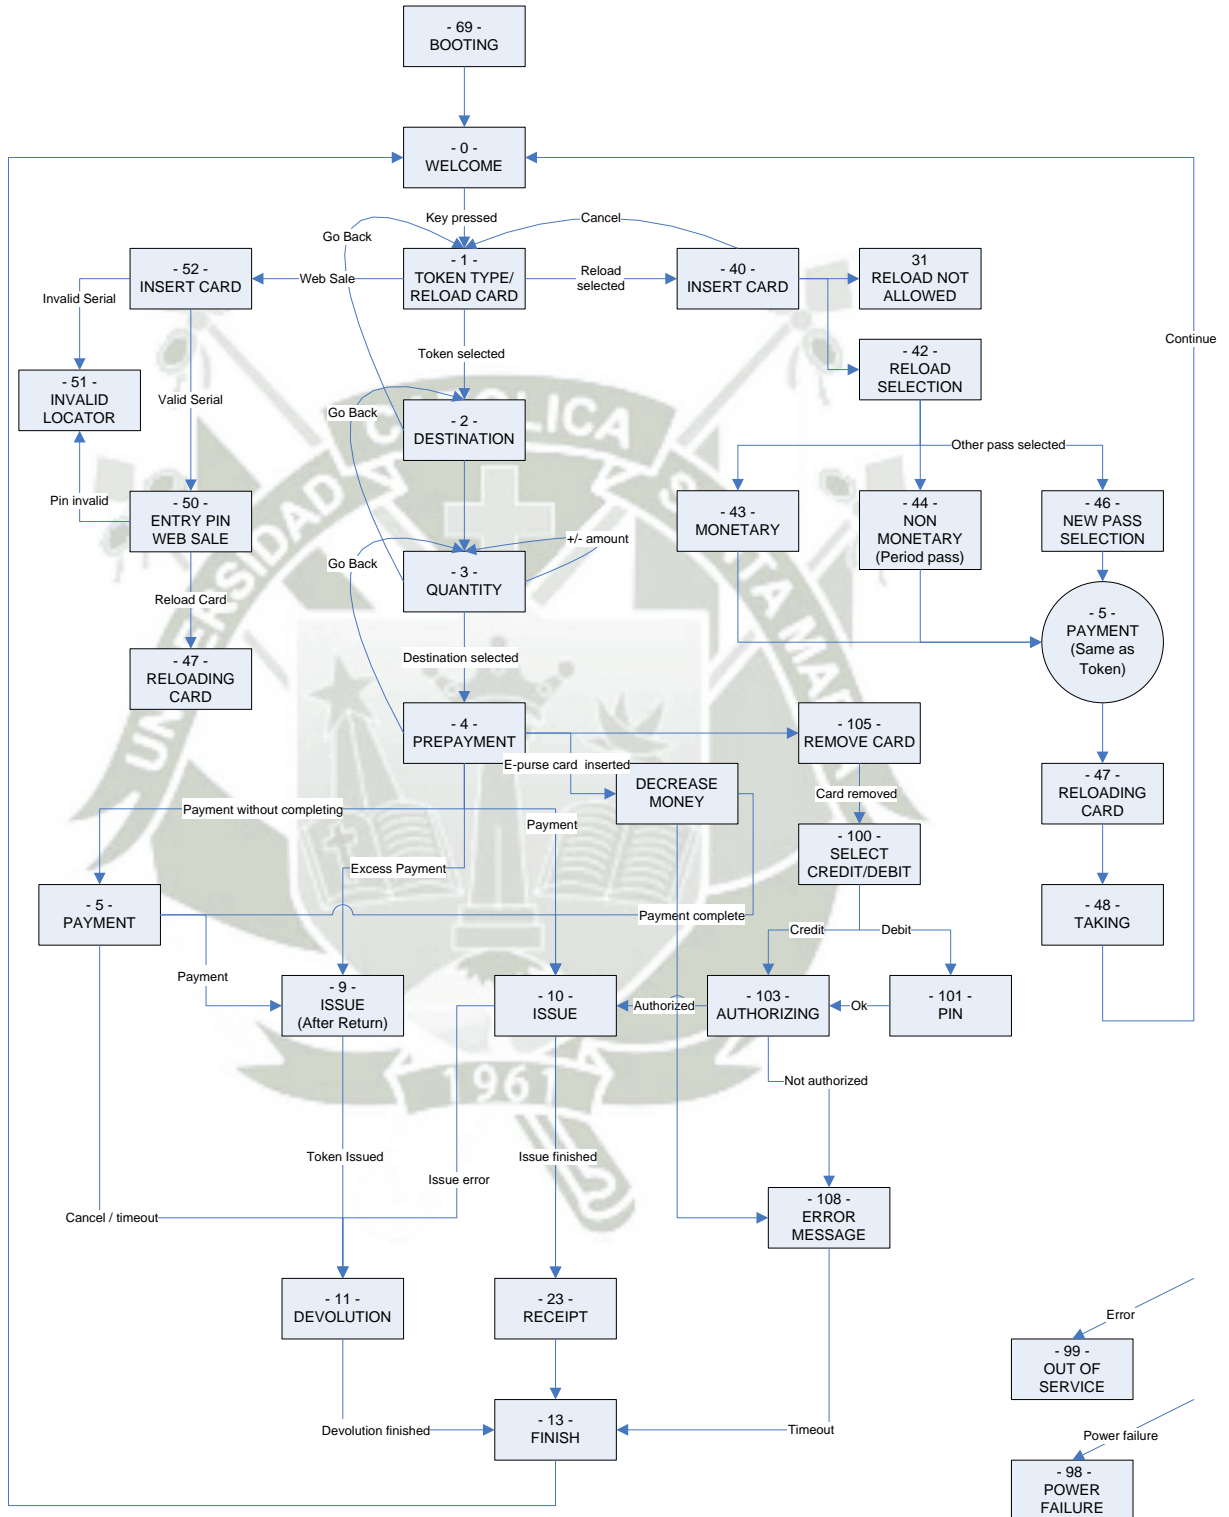 - 69 -
BOOTING
- 0 -
WELCOME
Key pressed
Cancel
Go Back
- 52 -
INSERT CARD
Web Sale
- 1 -
TOKEN TYPE/
RELOAD CARD
Reload
selected
- 40 -
INSERT CARD
31
RELOAD NOT
ALLOWED
Invalid Serial
Continue
Token selected
- 42 -
RELOAD
SELECTION
- 51 -
INVALID
LOCATOR
Valid Serial
Go Back
- 2 -
DESTINATION
Other pass selected
Pin invalid
- 50 -
ENTRY PIN
WEB SALE
- 43 -
MONETARY
- 44 -
NON
MONETARY
(Period pass)
- 46 -
NEW PASS
SELECTION
+/- amount
Go Back
- 3 -
QUANTITY
Reload Card
- 5 -
PAYMENT
(Same as
Token)
- 47 -
RELOADING
CARD
Destination selected
- 4 -
PREPAYMENT
- 105 -
REMOVE CARD
E-purse card inserted
DECREASE
MONEY
- 47 -
RELOADING
CARD
Card removed
Payment without completing
Payment
- 100 -
SELECT
CREDIT/DEBIT
Excess Payment
- 5 -
PAYMENT
Payment complete
- 48 -
TAKING
Credit
Debit
Payment
- 9 -
ISSUE
(After Return)
- 10 -
ISSUE
Authorized
- 103 -
AUTHORIZING
Ok
- 101 -
PIN
Not authorized
Token Issued
Issue finished
Issue error
Cancel / timeout
- 108 -
ERROR
MESSAGE
- 11 -
DEVOLUTION
- 23 -
RECEIPT
Error
- 99 -
OUT OF
SERVICE
Devolution finished
- 13 -
FINISH
Timeout
Power failure
- 98 -
POWER
FAILURE
UNIVERSIDAD CATOLICA SANTA MARIA
1961